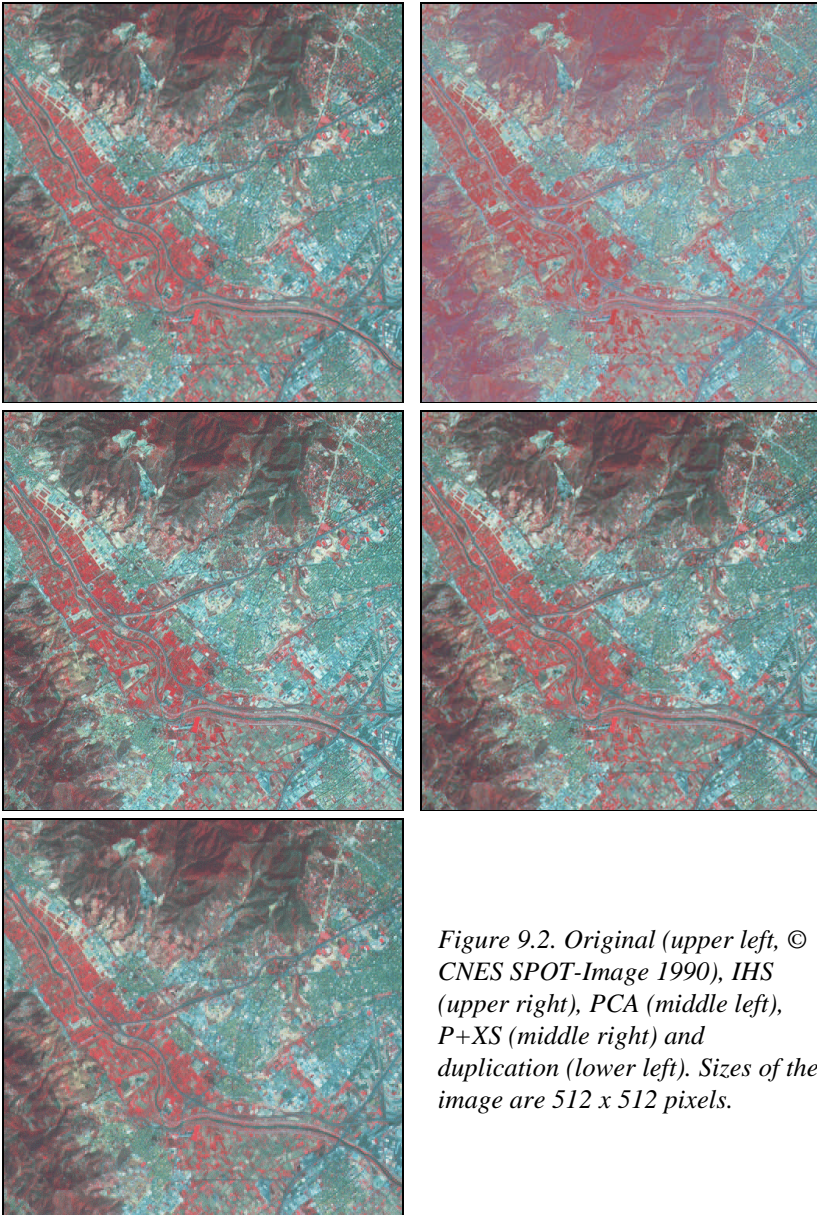 Figure 9.2. Original (upper left, ©
CNES SPOT-Image 1990), IHS
(upper right), PCA (middle left),
P+XS (middle right) and
duplication (lower left). Sizes of the
image are 512 x 512 pixels.